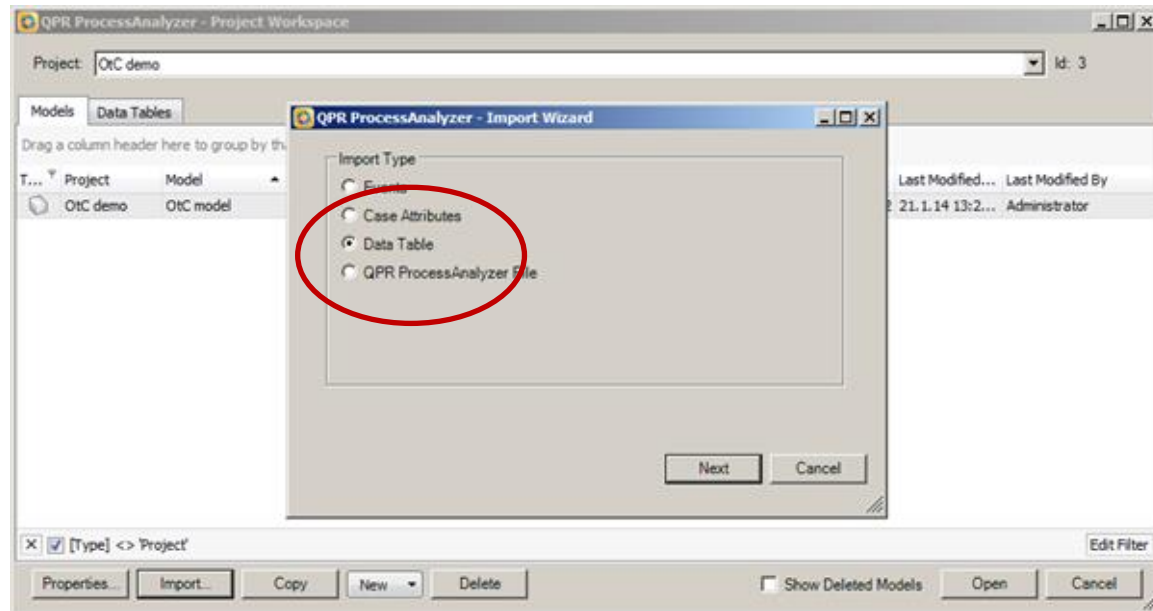 QPR ProcessAnalyzer - Project Workspace
Project: OtC demo Id: 3
Models Data Tables
QPR ProcessAnalyzer - Import Wizard
Drag a column header here to group by
Import Type
Events
T... Project Model Last Modified... Last Modified By
OtC demo OtC model 21.1.14 13:2... Administrator
Case Attributes
Data Table
QPR ProcessAnalyzer File
Next Cancel
[Type] <> 'Project' Edit Filter
Properties... Import... Copy New Delete Show Deleted Models Open Cancel